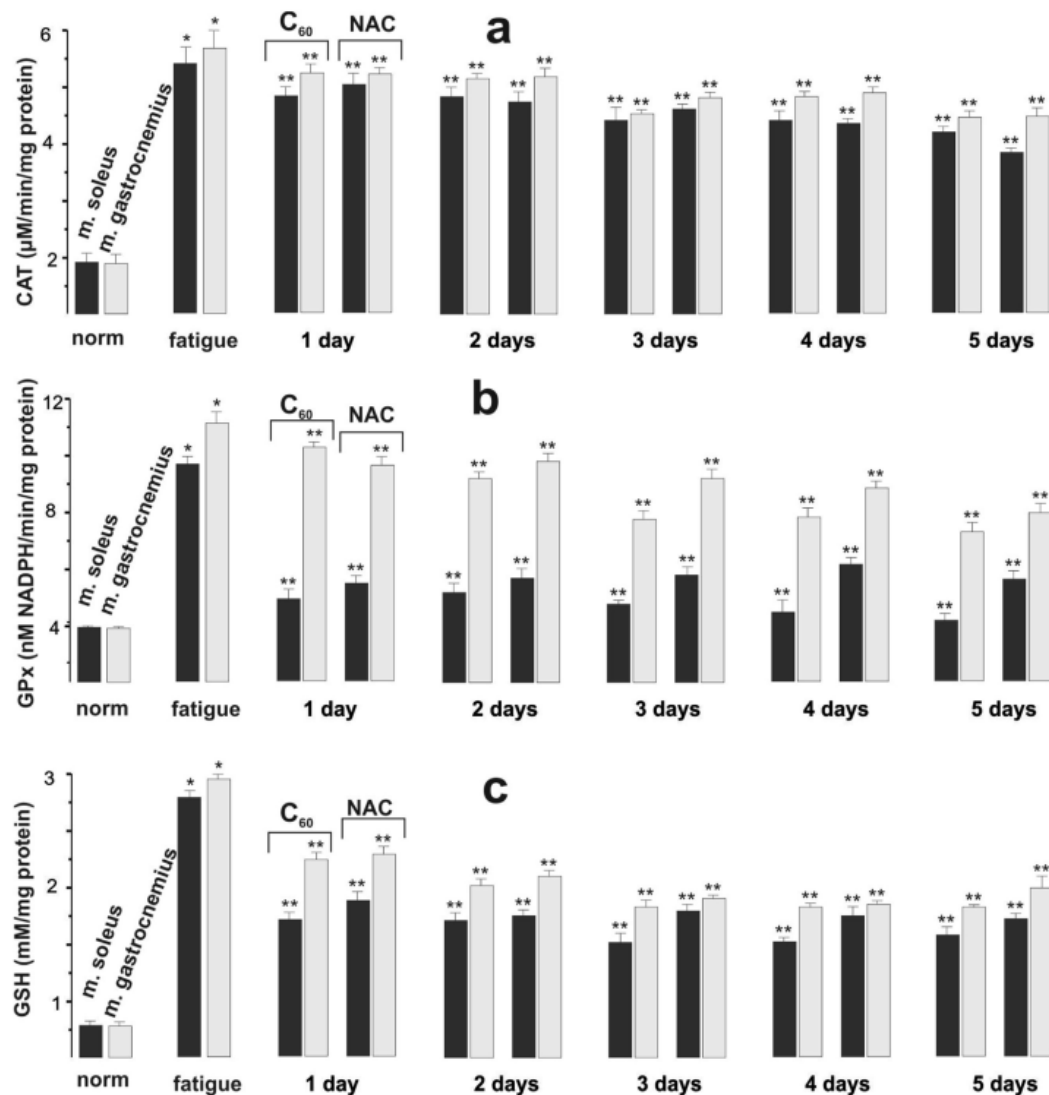 a
CAT (µM/min/mg protein)
6
4
2
m. soleus
m. gastrocnemius
* *
C60 NAC
** ** ** **
** ** ** **
** ** ** **
** ** ** **
** ** ** **
norm fatigue 1 day 2 days 3 days 4 days 5 days
b
GPx (nM NADPH/min/mg protein)
12
8
4
m. soleus
m. gastrocnemius
* *
C60 NAC
** ** ** **
** ** ** **
** ** ** **
** ** ** **
** ** ** **
norm fatigue 1 day 2 days 3 days 4 days 5 days
c
GSH (mM/mg protein)
3
2
1
m. soleus
m. gastrocnemius
* *
C60 NAC
** ** ** **
** ** ** **
** ** ** **
** ** ** **
** ** ** **
norm fatigue 1 day 2 days 3 days 4 days 5 days